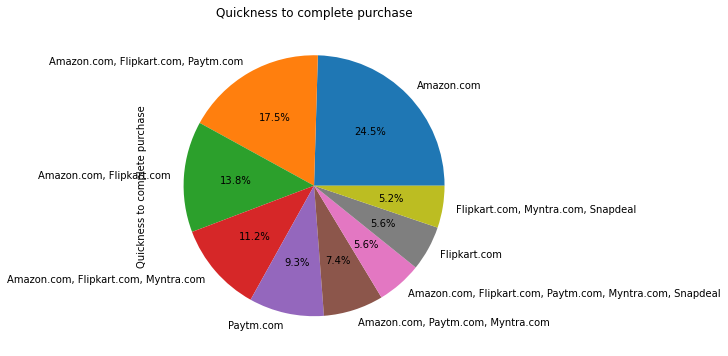 Quickness to complete purchase
Amazon.com, Flipkart.com, Paytm.com
Amazon.com
17.5%
24.5%
Quickness to complete purchase
Amazon.com, Flipkart.com
13.8%
5.2%
Flipkart.com, Myntra.com, Snapdeal
5.6%
11.2%
5.6%
Flipkart.com
9.3%
7.4%
Amazon.com, Flipkart.com, Myntra.com
Amazon.com, Flipkart.com, Paytm.com, Myntra.com, Snapdeal
Paytm.com
Amazon.com, Paytm.com, Myntra.com